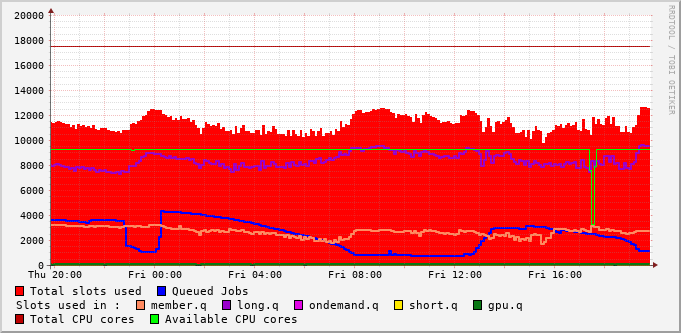 20000
18000
16000
14000
12000
10000
8000
6000
4000
2000
0
Thu 20:00 Fri 00:00 Fri 04:00 Fri 08:00 Fri 12:00 Fri 16:00
RRDTOOL / TOBI OETIKER
Total slots used Queued Jobs
Slots used in : member.q long.q ondemand.q short.q gpu.q
Total CPU cores Available CPU cores